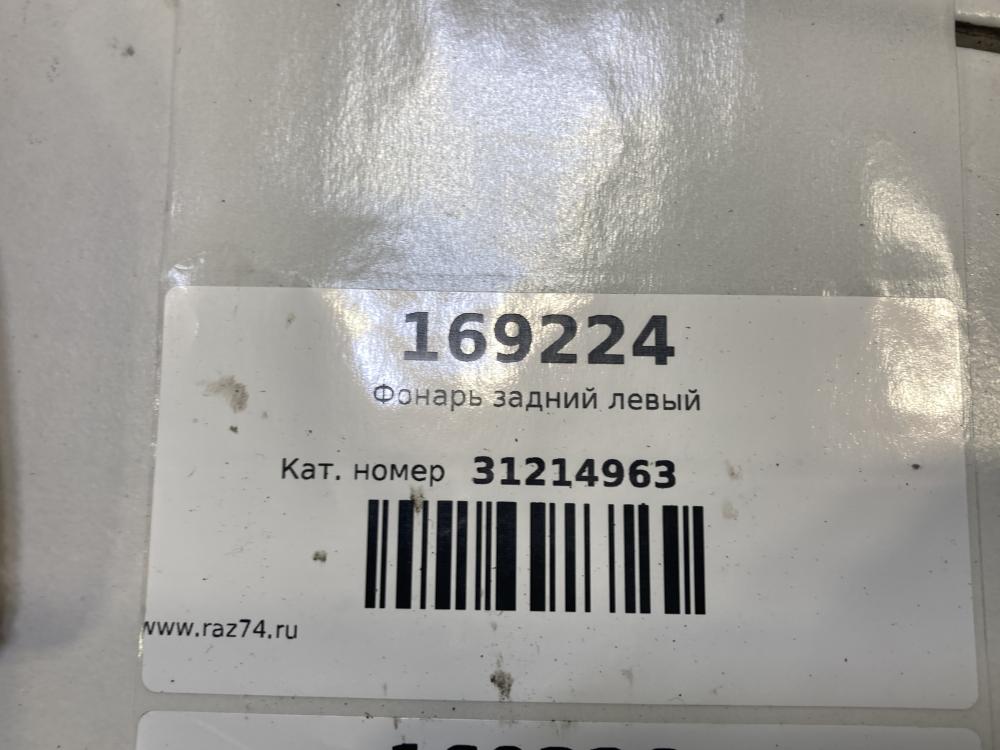 169224
Фонарь задний левый
Кат. номер 31214963
www.raz74.ru